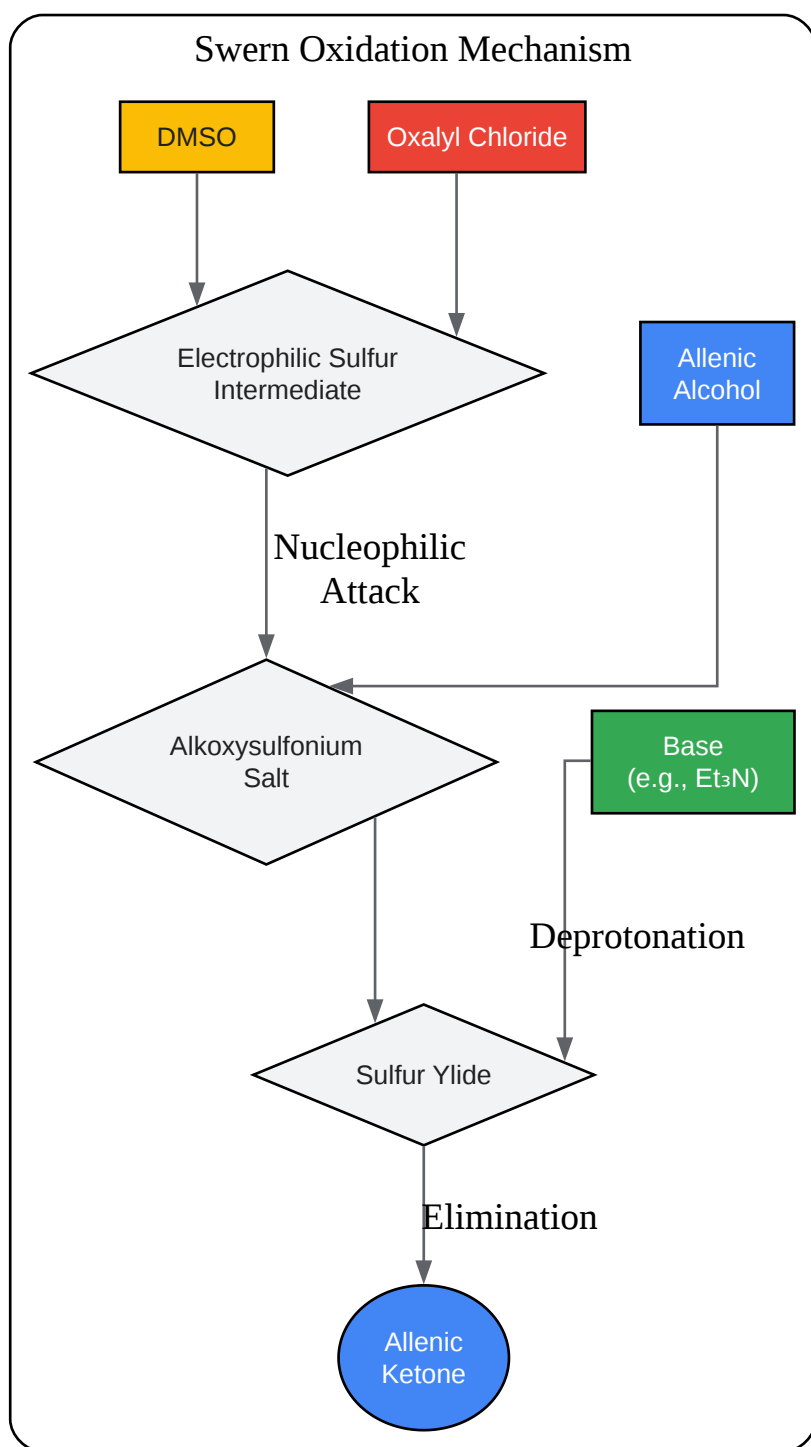 Swern Oxidation Mechanism
DMSO
Oxalyl Chloride
Electrophilic Sulfur
Intermediate
Allenic
Alcohol
Nucleophilic
Attack
Alkoxysulfonium
Salt
Base
(e.g., Et₃N)
Deprotonation
Sulfur Ylide
Elimination
Allenic
Ketone